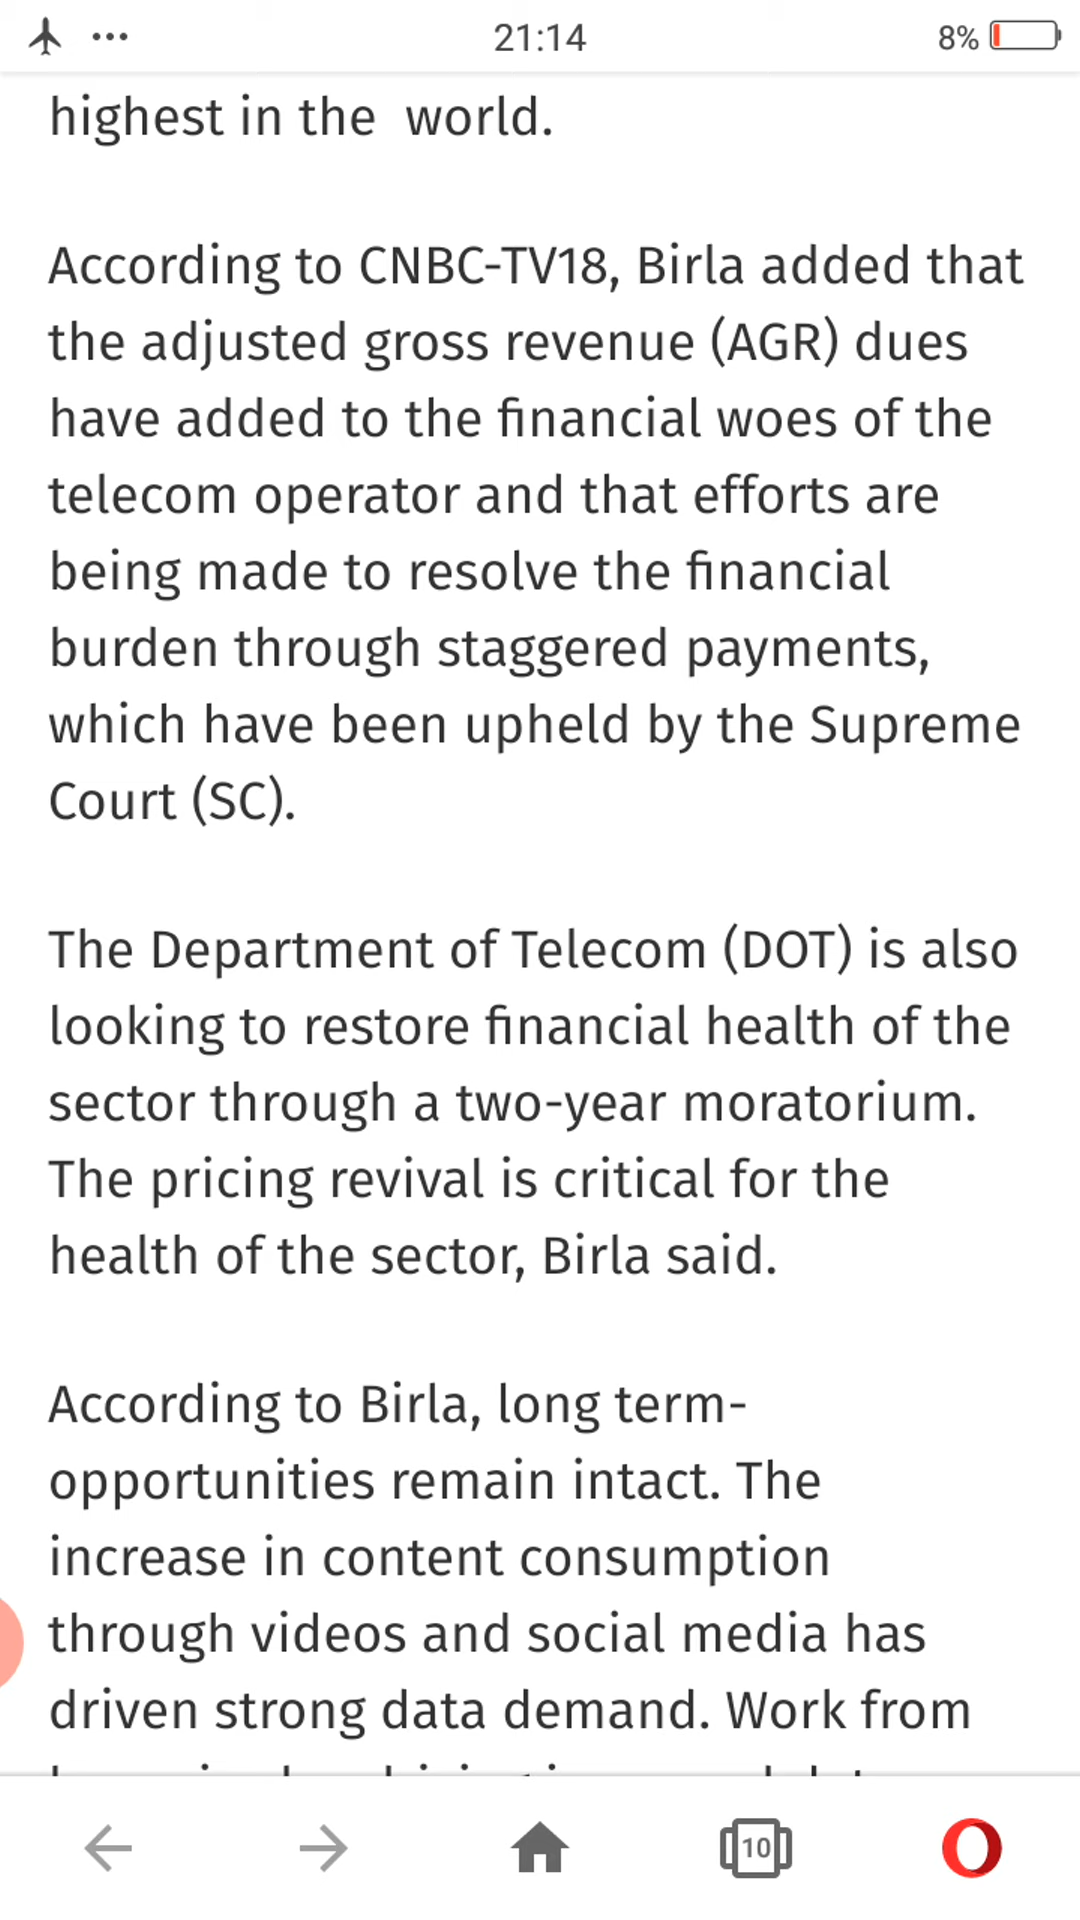 21:14
8%
highest in the world.
According to CNBC-TV18, Birla added that
the adjusted gross revenue (AGR) dues
have added to the financial woes of the
telecom operator and that efforts are
being made to resolve the financial
burden through staggered payments,
which have been upheld by the Supreme
Court (SC).
The Department of Telecom (DOT) is also
looking to restore financial health of the
sector through a two-year moratorium.
The pricing revival is critical for the
health of the sector, Birla said.
According to Birla, long term-
opportunities remain intact. The
increase in content consumption
through videos and social media has
driven strong data demand. Work from
10